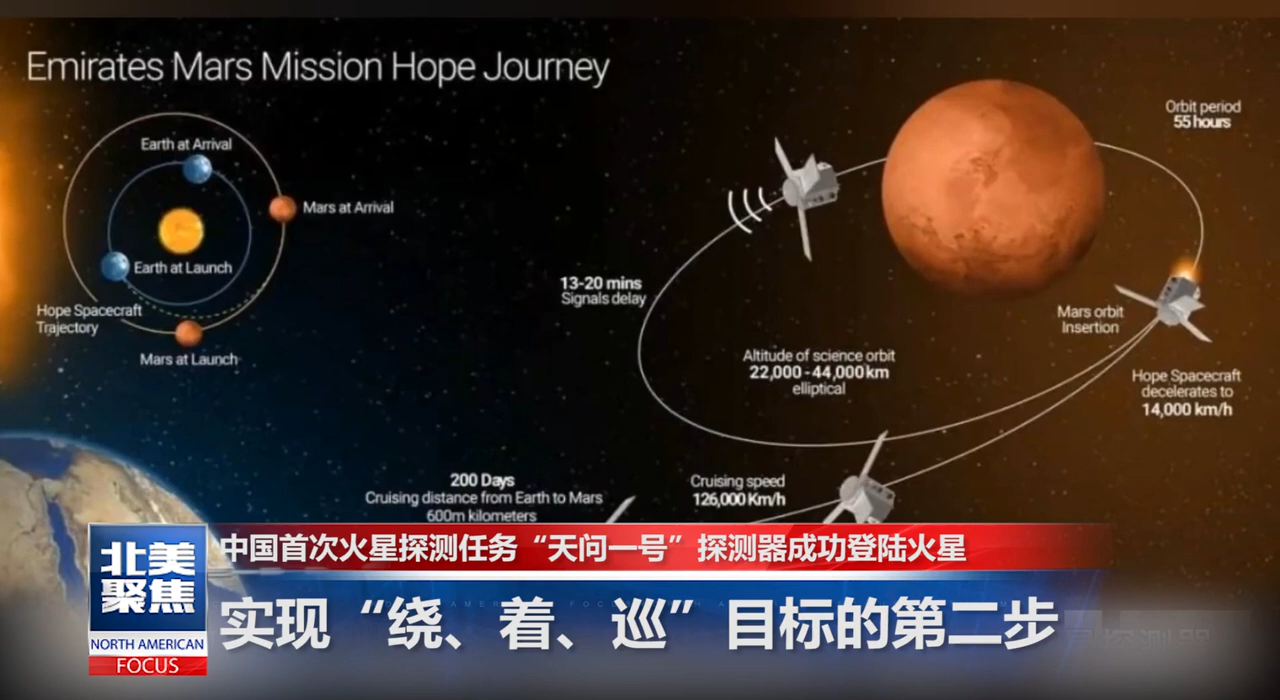 Emirates Mars Mission Hope Journey
Earth at Arrival
Mars at Arrival
Earth at Launch
Hope Spacecraft
Trajectory
Mars at Launch
Orbit period
55 hours
13-20 mins
Signals delay
Mars orbit
Insertion
Altitude of science orbit
22,000 - 44,000 km
elliptical
Hope Spacecraft
decelerates to
14,000 km/h
200 Days
Cruising distance from Earth to Mars
600m kilometers
Cruising speed
126,000 Km/h
北美
聚焦
NORTH AMERICAN
FOCUS
中国首次火星探测任务“天问一号”探测器成功登陆火星
实现“绕、着、巡”目标的第二步